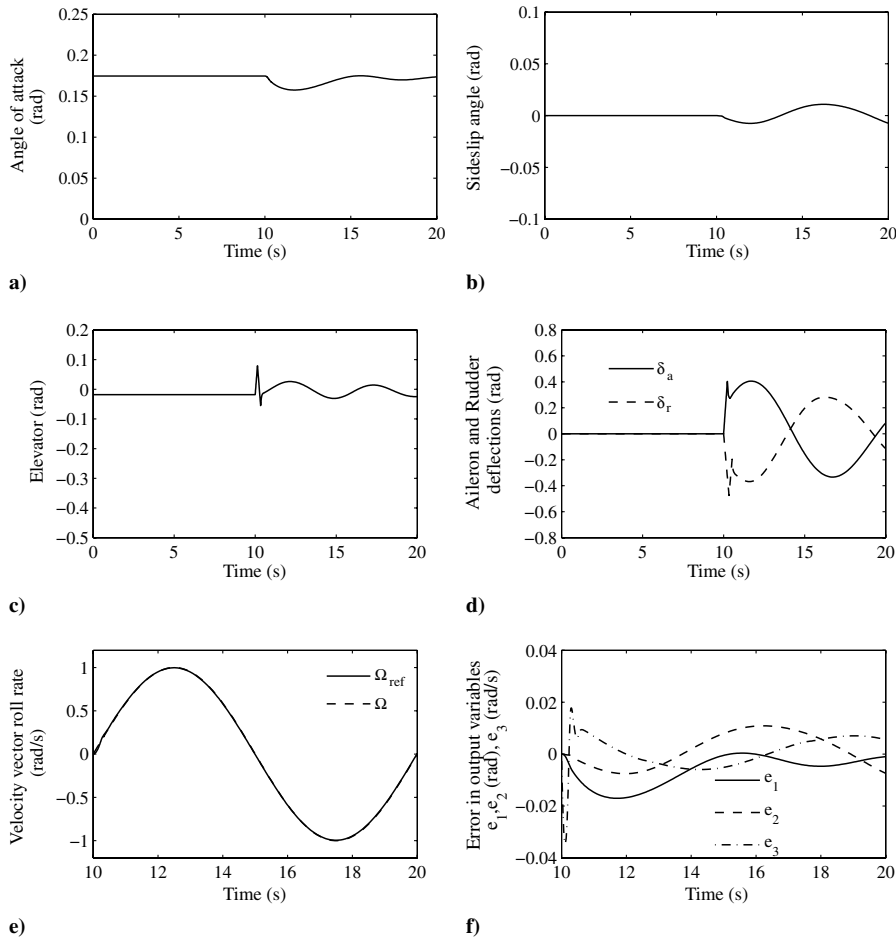 0.25
0.2
0.15
0.1
0.05
0
Angle of attack
(rad)
0 5 10 15 20
Time (s)
a)
0.1
0.05
0
−0.05
−0.1
Sideslip angle (rad)
0 5 10 15 20
Time (s)
b)
0.2
0.1
0
−0.1
−0.2
−0.3
−0.4
−0.5
Elevator (rad)
0 5 10 15 20
Time (s)
c)
0.8
0.6
0.4
0.2
0
−0.2
−0.4
−0.6
−0.8
Aileron and Rudder
deflections (rad)
δa
δr
0 5 10 15 20
Time (s)
d)
1
0.5
0
−0.5
−1
Velocity vector roll rate
(rad/s)
Ωref
Ω
10 12 14 16 18 20
Time (s)
e)
0.04
0.02
0
−0.02
−0.04
Error in output variables
e1,e2 (rad), e3 (rad/s)
e1
e2
e3
10 12 14 16 18 20
Time (s)
f)